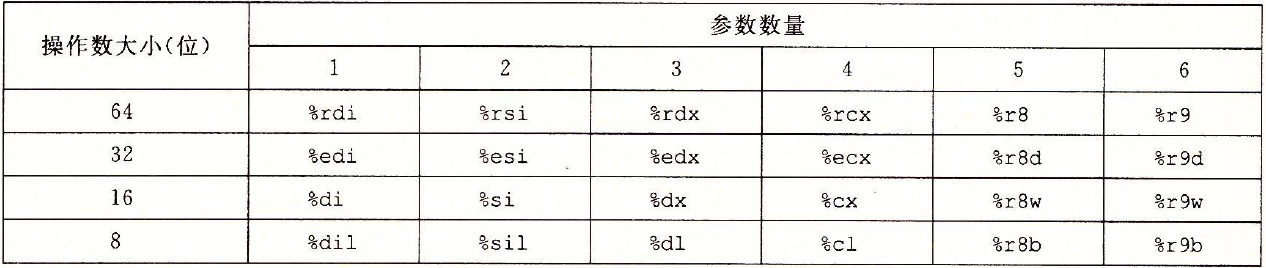 操作数大小(位)
参数数量
1 2 3 4 5 6
64 %rdi %rsi %rdx %rcx %r8 %r9
32 %edi %esi %edx %ecx %r8d %r9d
16 %di %si %dx %cx %r8w %r9w
8 %dil %sil %dl %cl %r8b %r9b